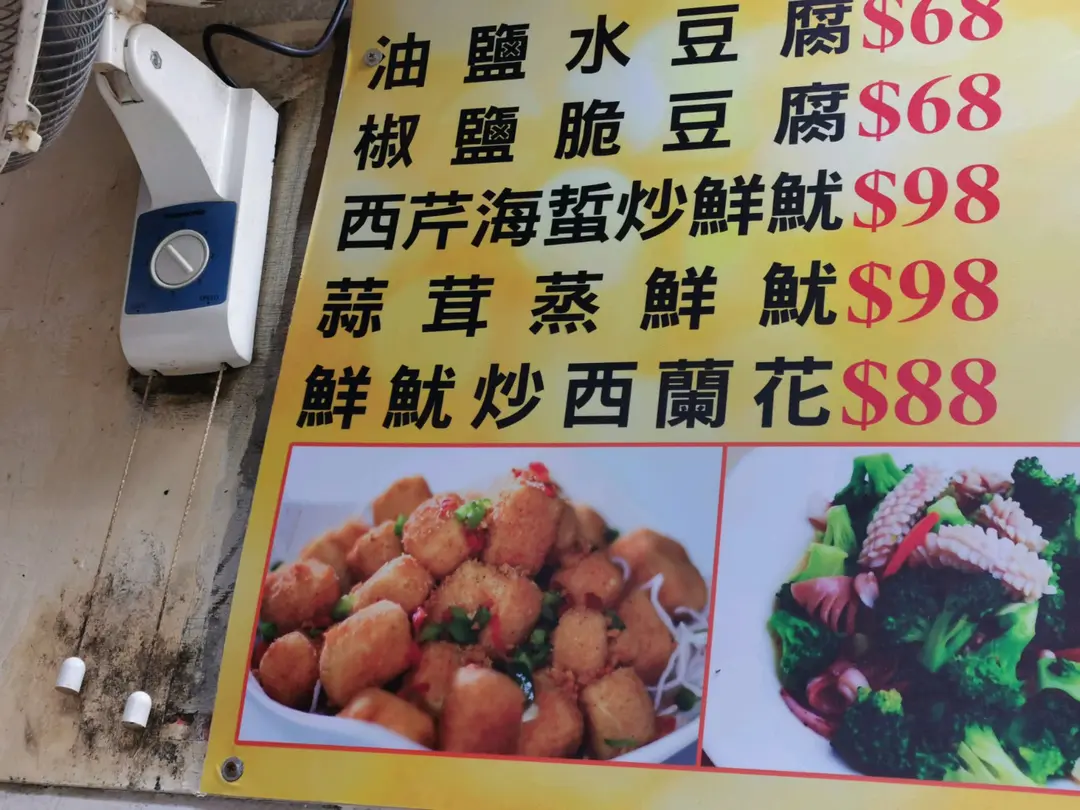 油鹽水豆腐$68
椒鹽脆豆腐$68
西芹海蜇炒鮮魷$98
蒜茸蒸鮮魷$98
鮮魷炒西蘭花$88